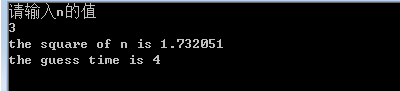 请输入n的值
3
the square of n is 1.732051
the guess time is 4